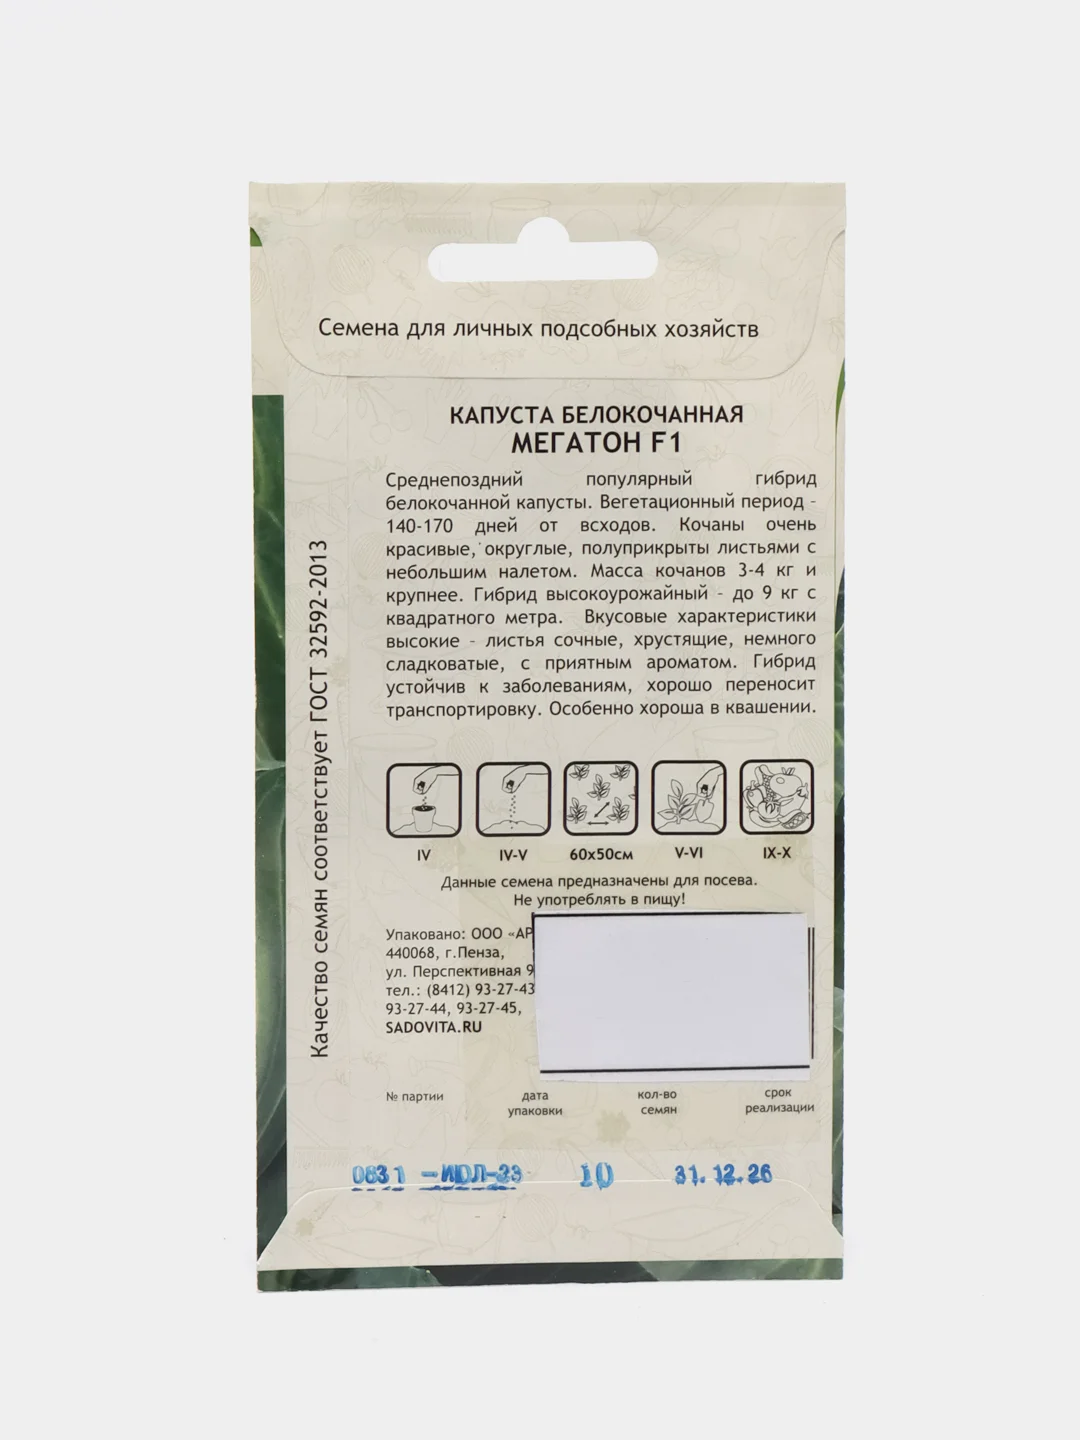 Семена для личных подсобных хозяйств
КАПУСТА БЕЛОКОЧАННАЯ
МЕГАТОН F1
Среднепоздний популярный гибрид
белокочанной капусты. Вегетационный период -
140-170 дней от всходов. Кочаны очень
красивые, округлые, полуприкрыты листьями с
небольшим налетом. Масса кочанов 3-4 кг и
крупнее. Гибрид высокоурожайный - до 9 кг с
квадратного метра. Вкусовые характеристики
высокие - листья сочные, хрустящие, немного
сладковатые, с приятным ароматом. Гибрид
устойчив к заболеваниям, хорошо переносит
транспортировку. Особенно хороша в квашении.
Качество семян соответствует ГОСТ 32592-2013
IV IV-V 60х50см V-VI IX-X
Данные семена предназначены для посева.
Не употреблять в пищу!
Упаковано: ООО «АР
440068, г.Пенза,
ул. Перспективная 9
тел.: (8412) 93-27-43
93-27-44, 93-27-45,
SADOVITA.RU
№ партии дата упаковки кол-во семян срок реализации
0631 -ИЮЛ-23 10 31.12.26